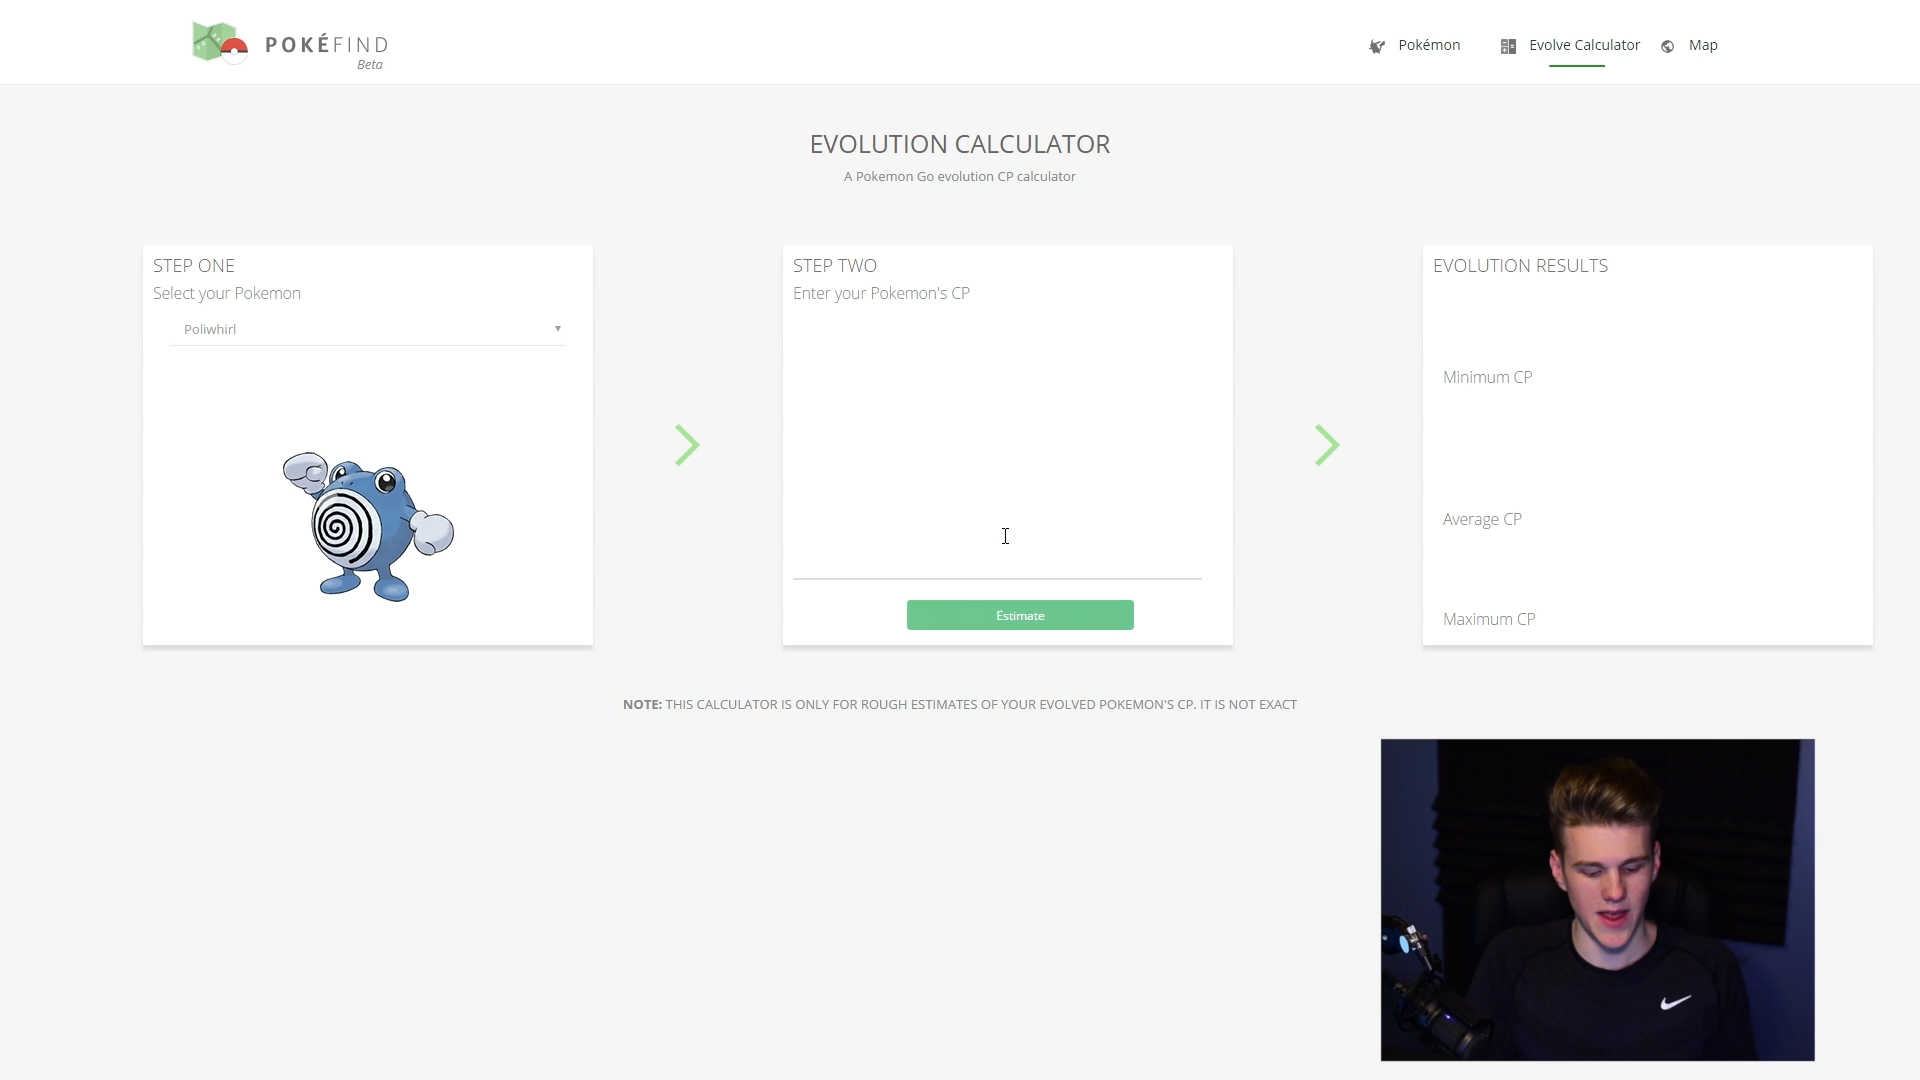 POKÉFIND
Beta
Pokémon
Evolve Calculator
Map
EVOLUTION CALCULATOR
A Pokemon Go evolution CP calculator
STEP ONE
Select your Pokemon
Poliwhirl
STEP TWO
Enter your Pokemon's CP
Estimate
EVOLUTION RESULTS
Minimum CP
Average CP
Maximum CP
NOTE: THIS CALCULATOR IS ONLY FOR ROUGH ESTIMATES OF YOUR EVOLVED POKEMON'S CP. IT IS NOT EXACT